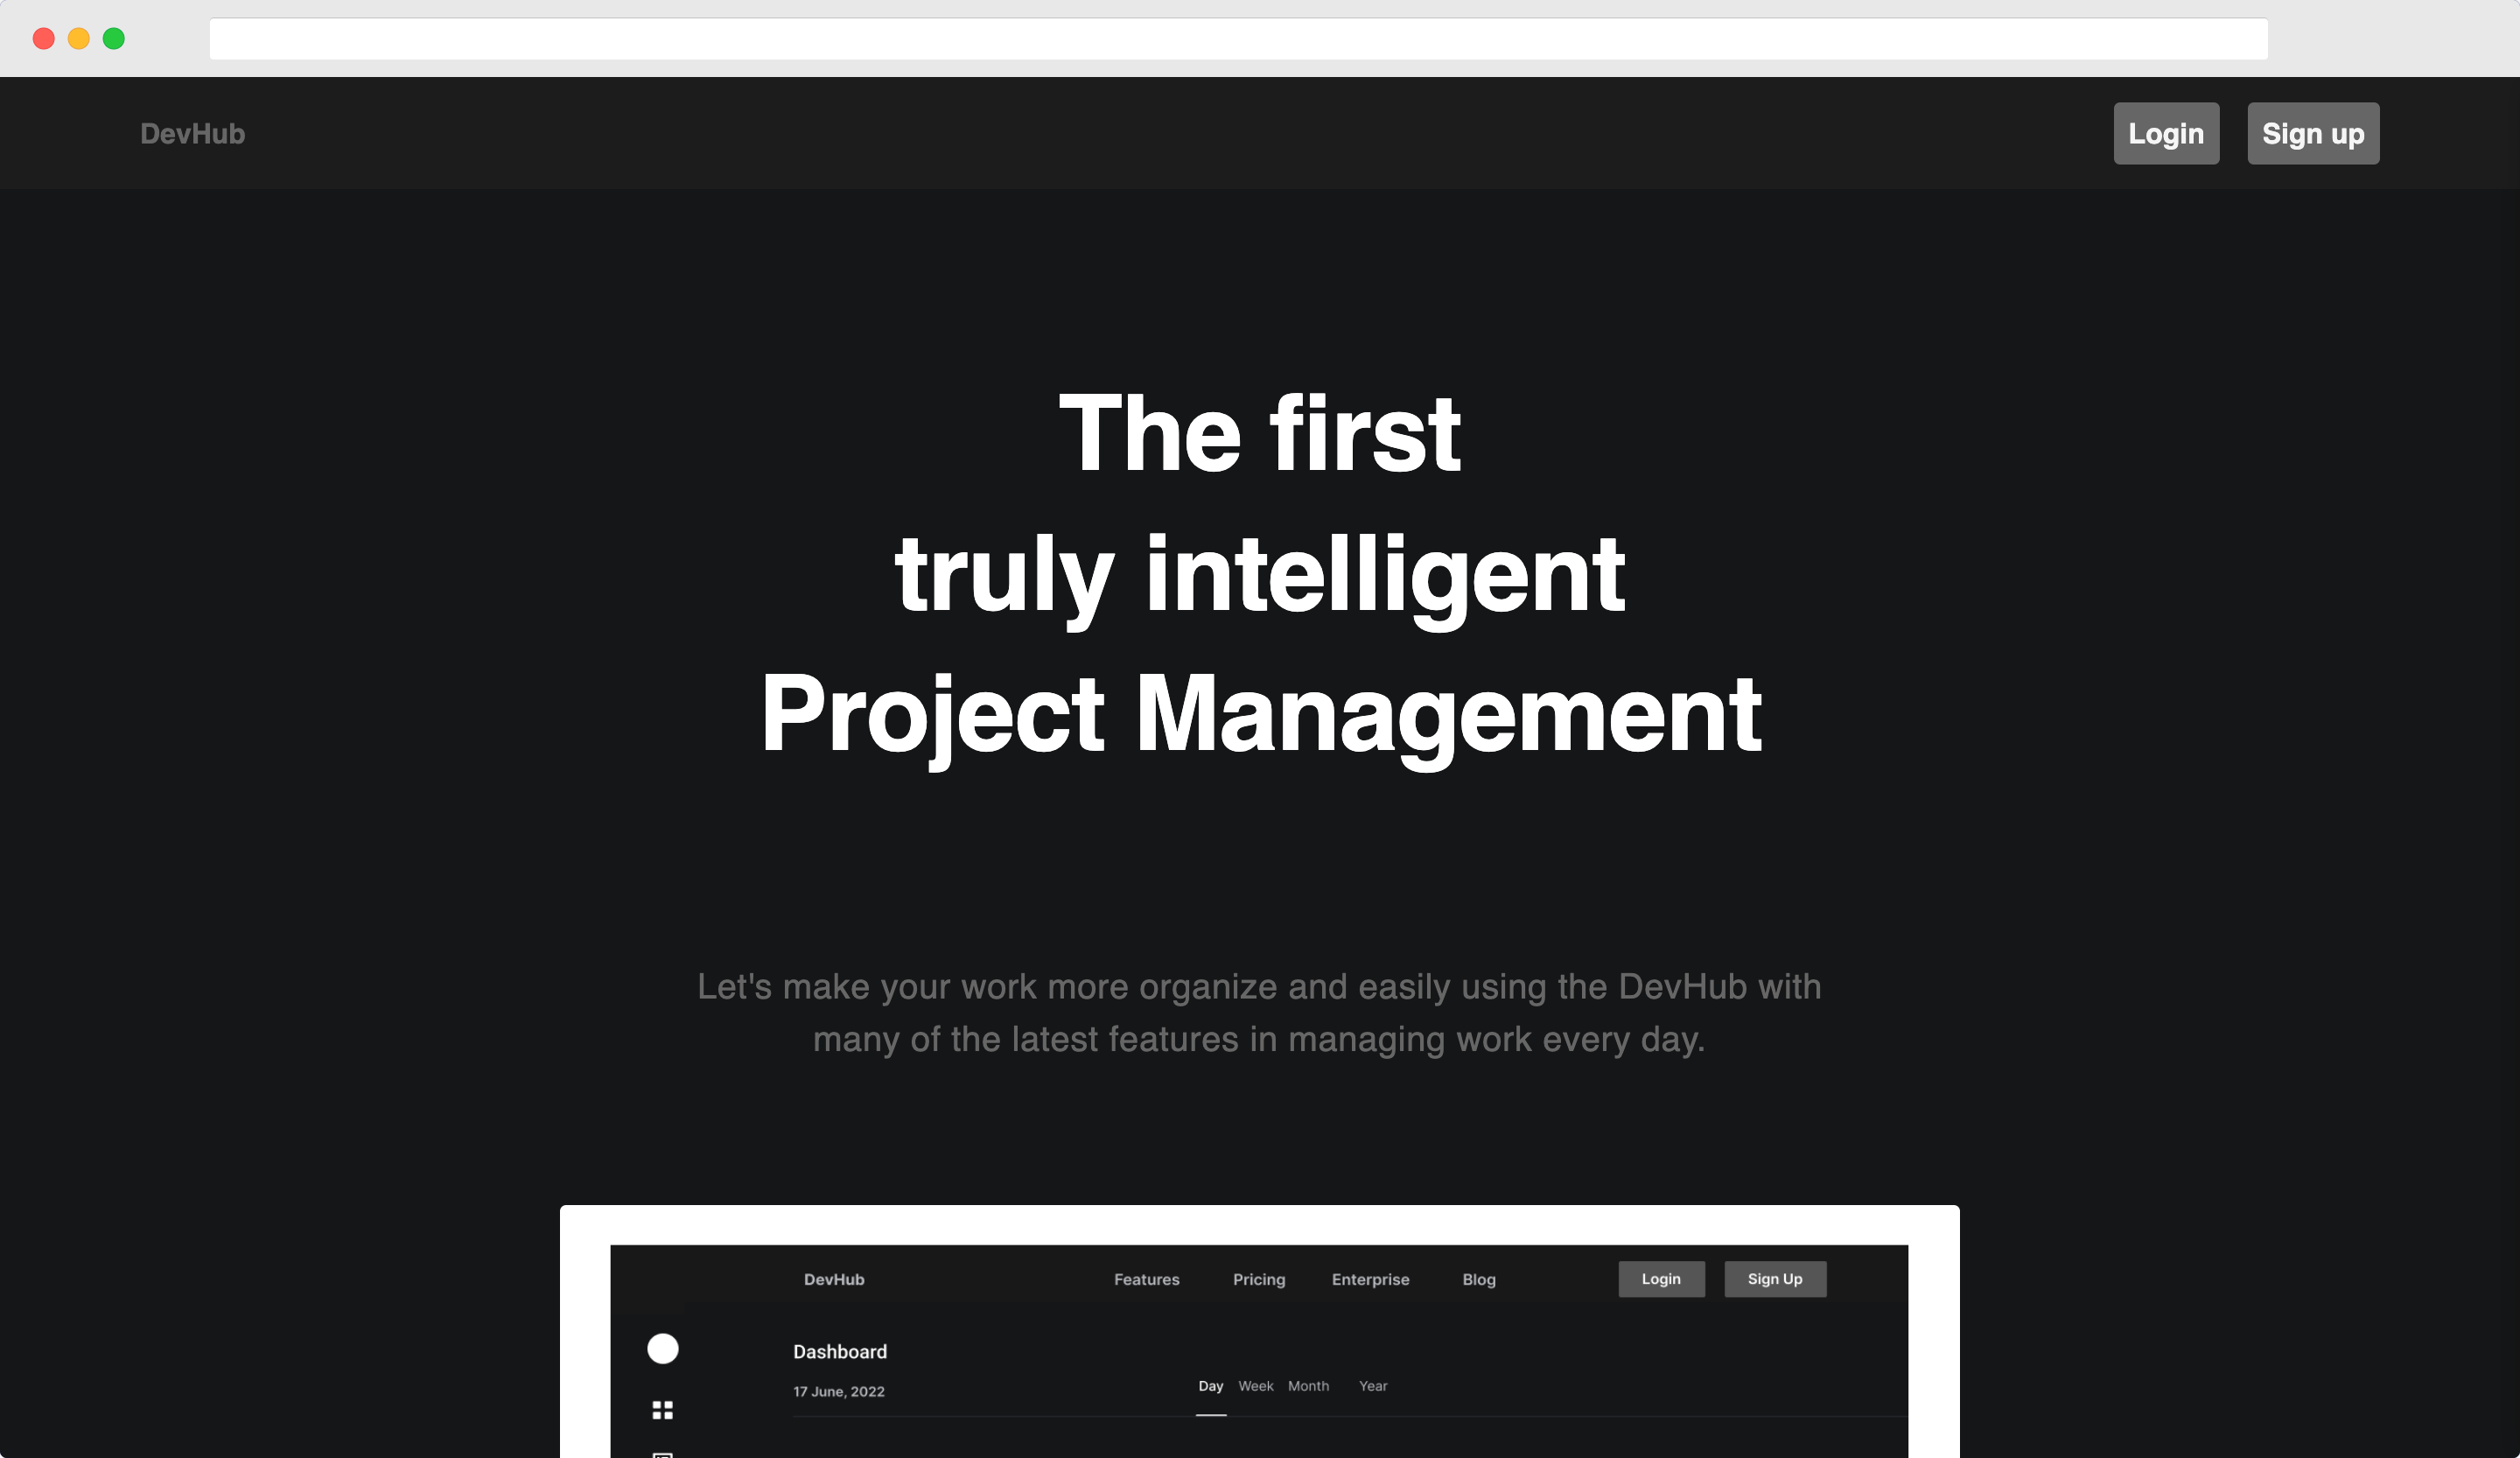 DevHub
Login
Sign up
The first
truly intelligent
Project Management
Let's make your work more organize and easily using the DevHub with
many of the latest features in managing work every day.
DevHub Features Pricing Enterprise Blog Login Sign Up
Dashboard
17 June, 2022
Day Week Month Year